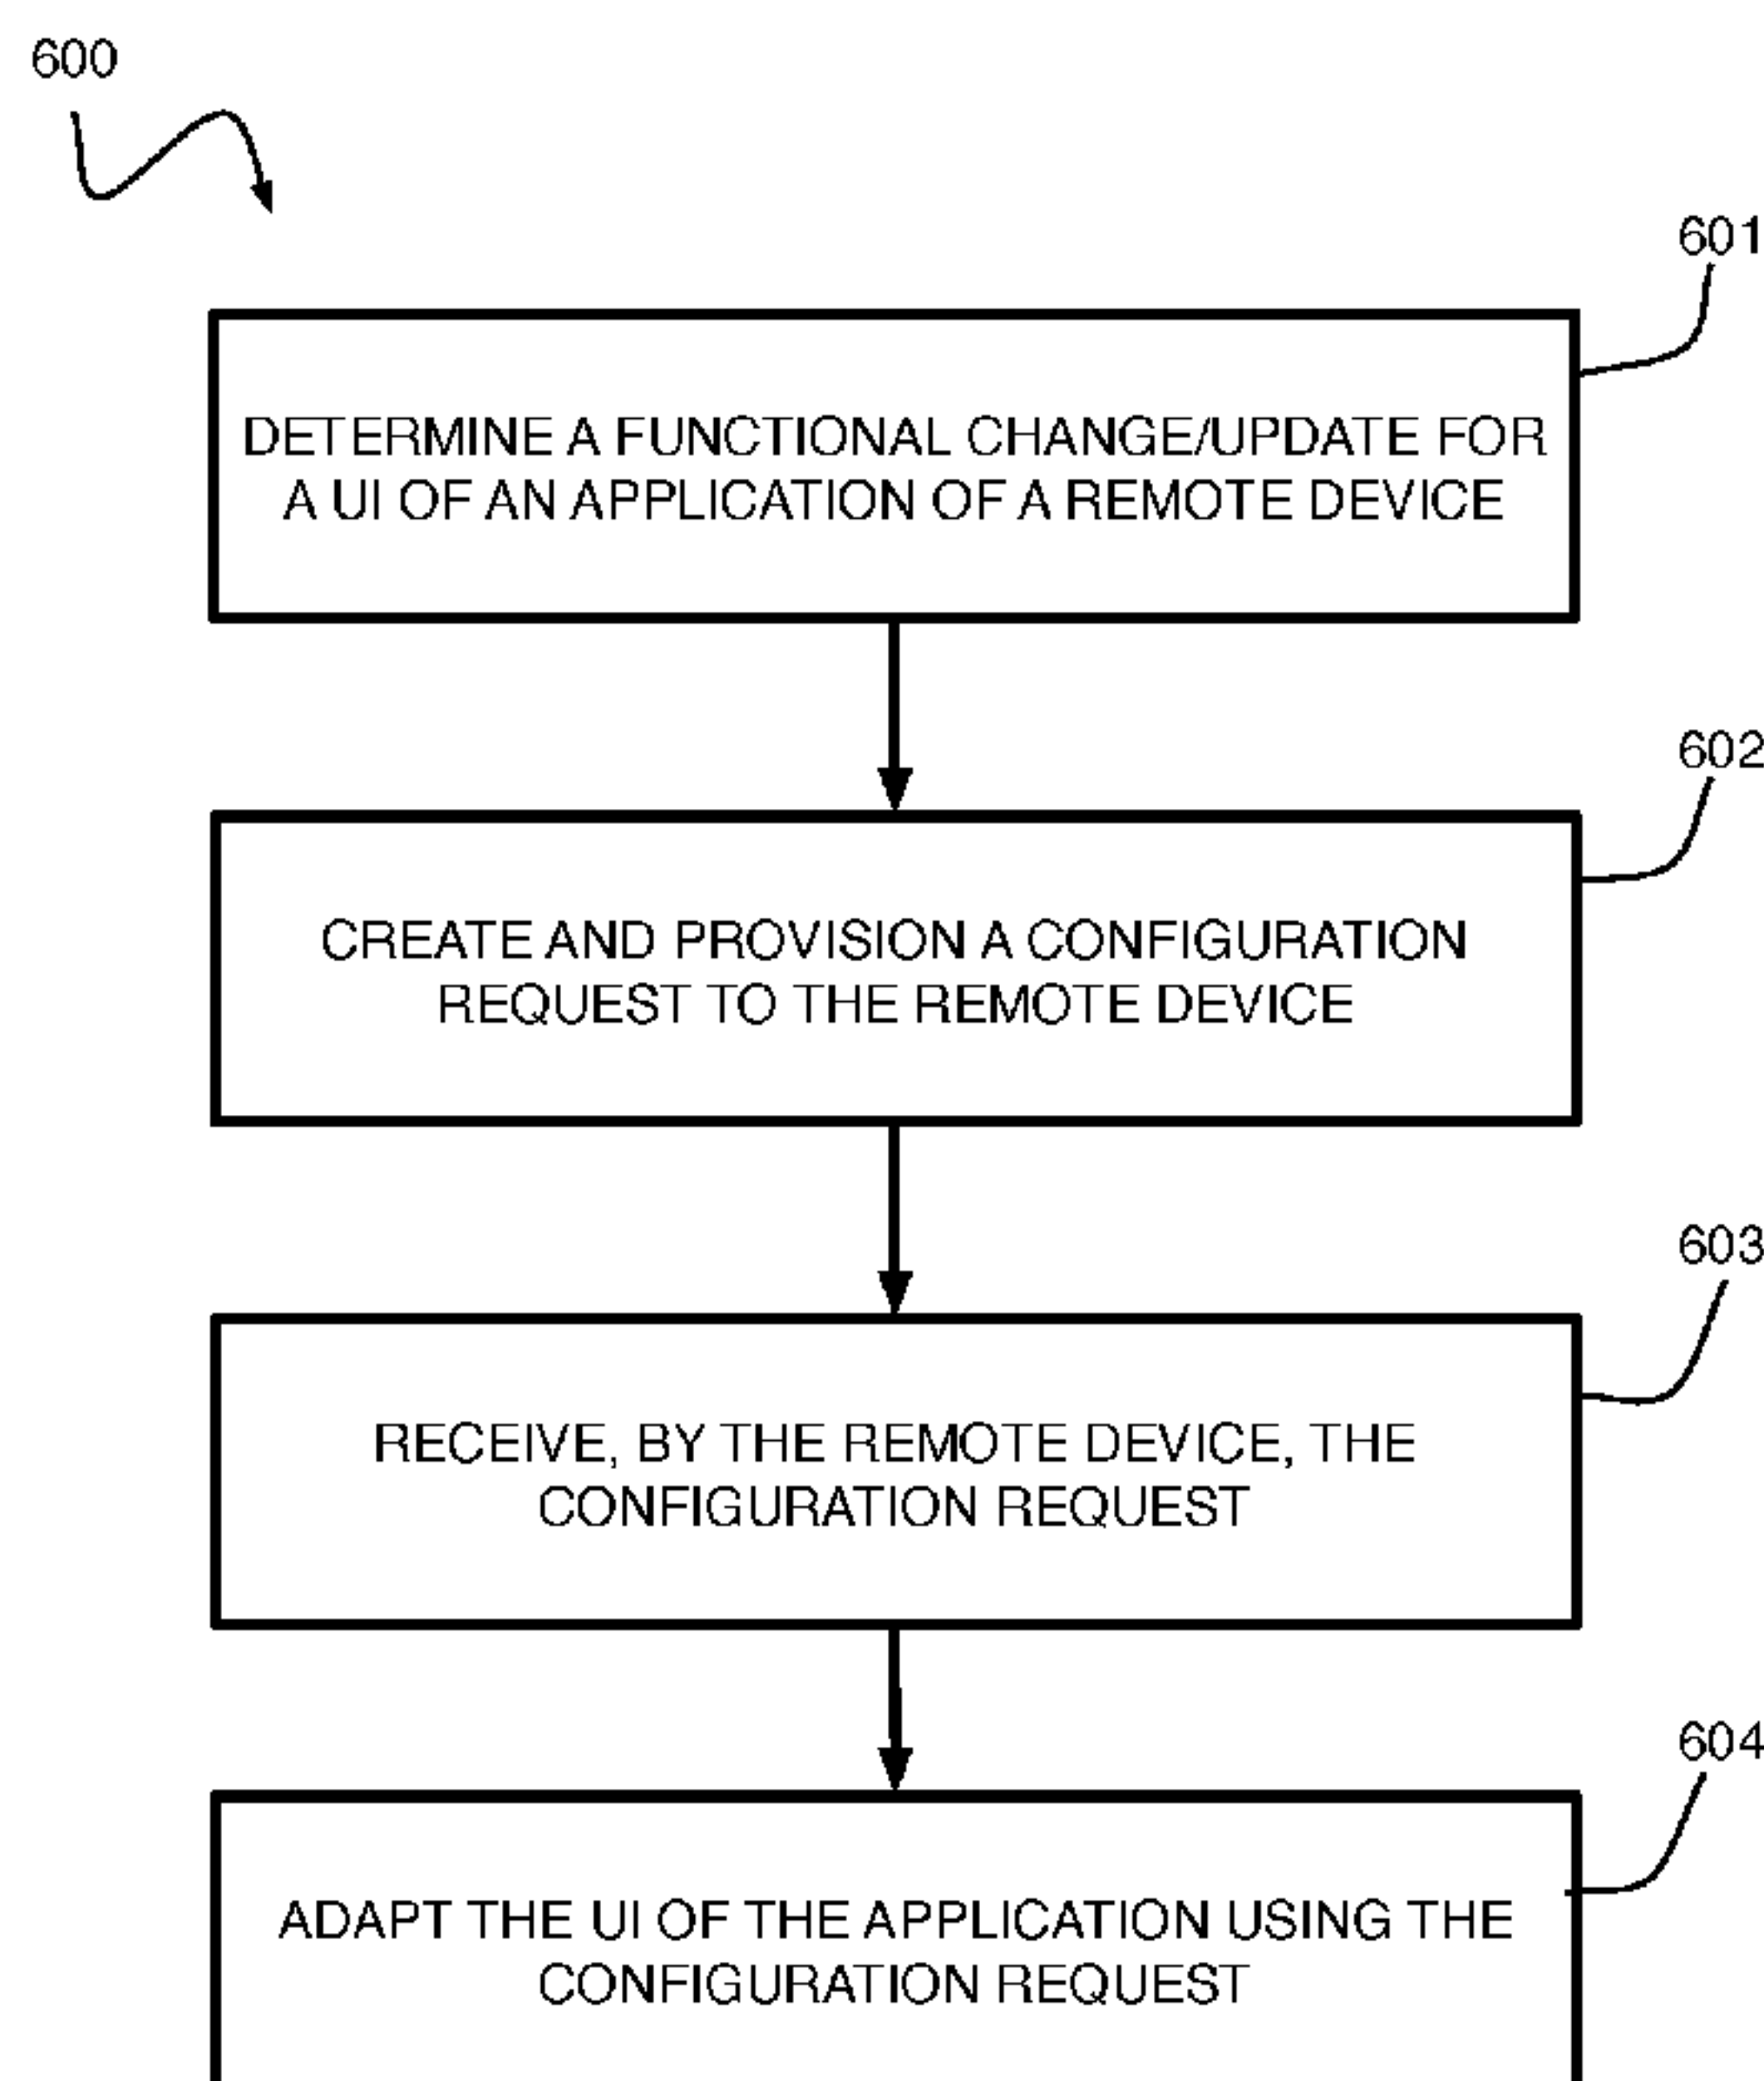 600
601
DETERMINE A FUNCTIONAL CHANGE/UPDATE FOR
A UI OF AN APPLICATION OF A REMOTE DEVICE
602
CREATE AND PROVISION A CONFIGURATION
REQUEST TO THE REMOTE DEVICE
603
RECEIVE, BY THE REMOTE DEVICE, THE
CONFIGURATION REQUEST
604
ADAPT THE UI OF THE APPLICATION USING THE
CONFIGURATION REQUEST